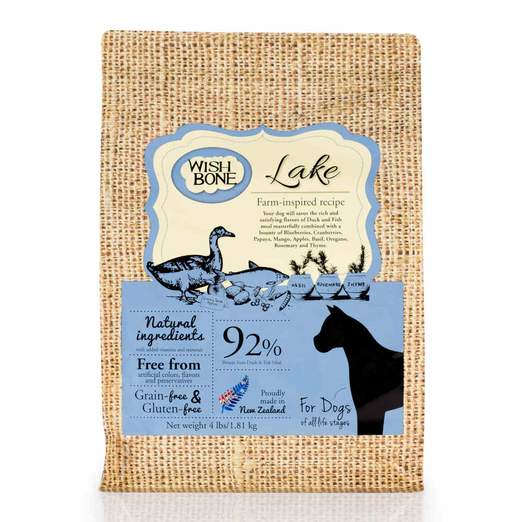 WISH
BONE
Lake
Farm-inspired recipe
Your dog will savor the rich and
satisfying flavors of Duck and Fish
meal masterfully combined with a
bounty of Blueberries, Cranberries,
Papaya, Mango, Apples, Basil, Oregano,
Rosemary and Thyme.
BASIL ROSEMARY THYME
Natural
ingredients
with added vitamins and minerals
92%
Protein from Duck & Fish Meal
Free from
artificial colors, flavors
and preservatives
Grain-free &
Gluten-free
Proudly
made in
New Zealand
For Dogs
of all life stages
Net weight 4 lbs/1.81 kg